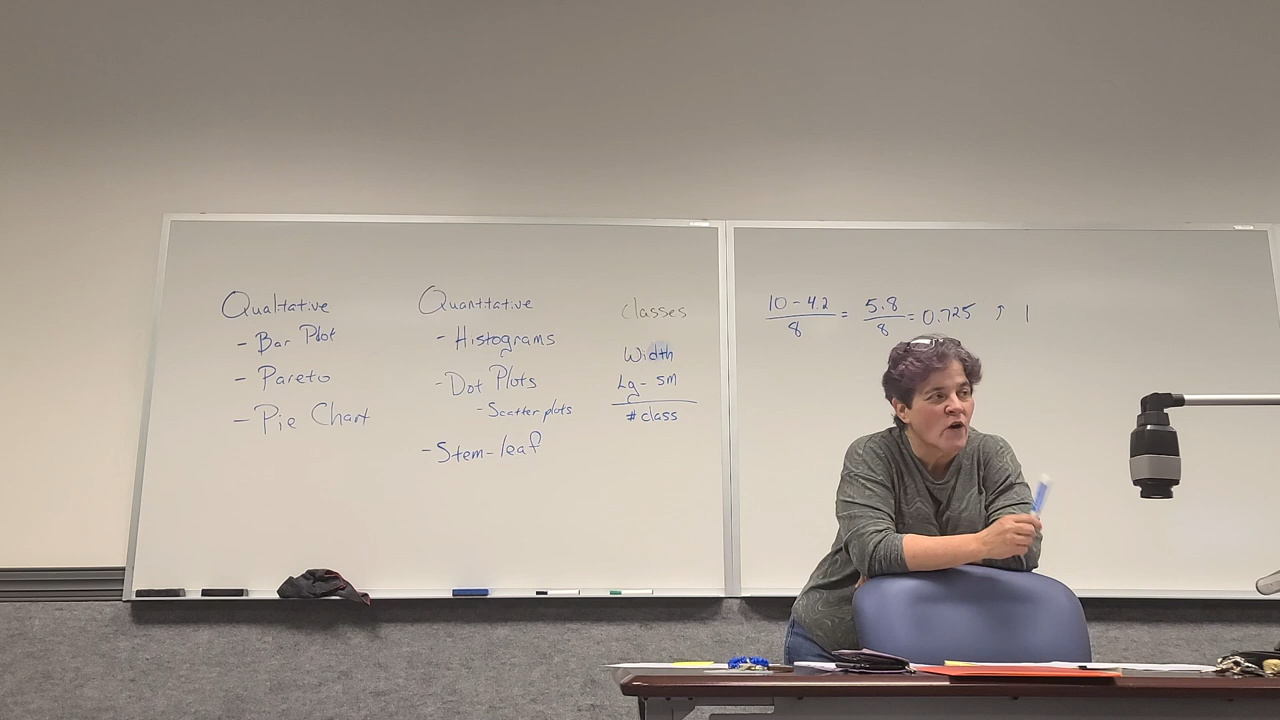 Qualitative
- Bar Plot
- Pareto
- Pie Chart
Quantitative
- Histograms
- Dot Plots
- Scatter plots
- Stem-leaf
classes
Width
Lg - sm
# class
10 - 4.2 / 8 = 5.8 / 8 = 0.725 ↑ 1